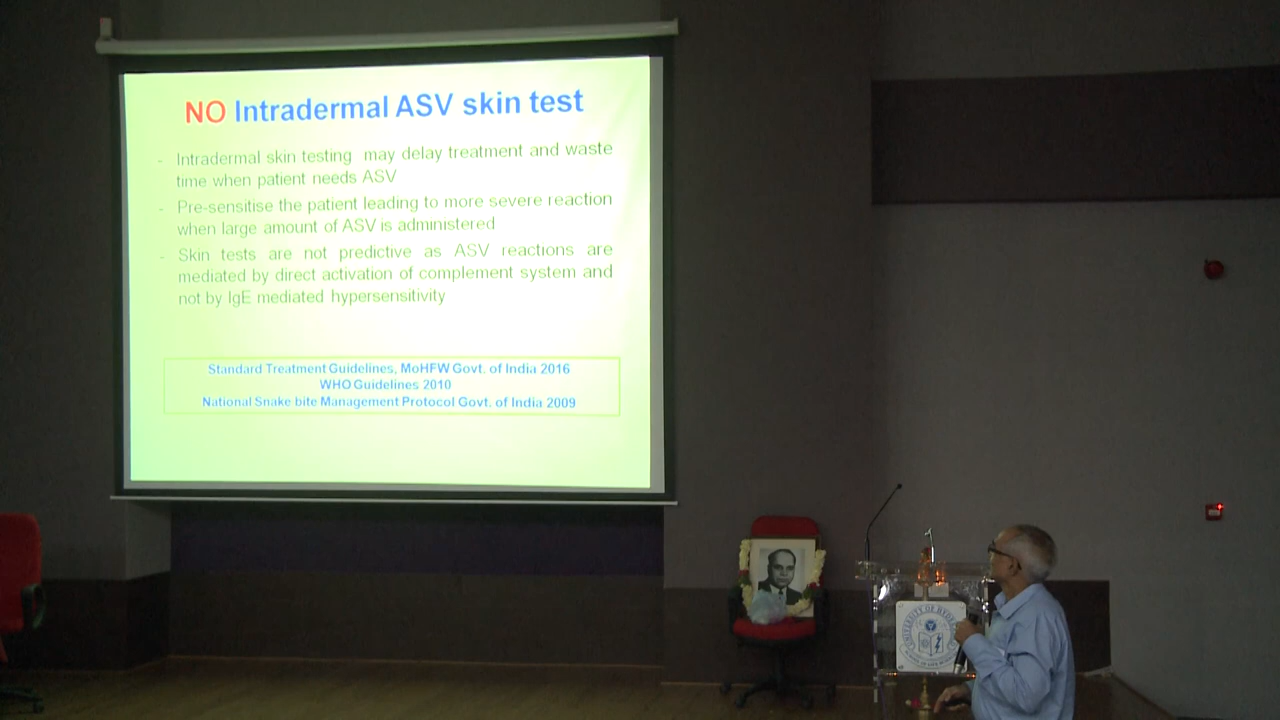 NO Intradermal ASV skin test
- Intradermal skin testing may delay treatment and waste
time when patient needs ASV
- Pre-sensitise the patient leading to more severe reaction
when large amount of ASV is administered
- Skin tests are not predictive as ASV reactions are
mediated by direct activation of complement system and
not by IgE mediated hypersensitivity
Standard Treatment Guidelines, MoHFW Govt. of India 2016
WHO Guidelines 2010
National Snake bite Management Protocol Govt. of India 2009
UNIVERSITY OF